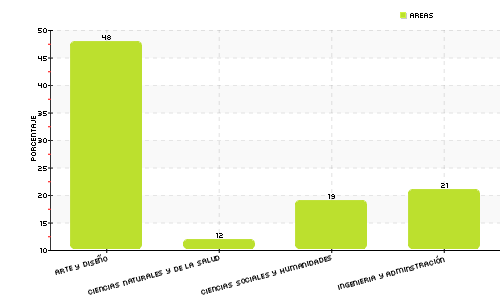 AREAS
PORCENTAJE
50
45
40
35
30
25
20
15
10
48
12
19
21
ARTE Y DISEÑO
CIENCIAS NATURALES Y DE LA SALUD
CIENCIAS SOCIALES Y HUMANIDADES
INGENIERIA Y ADMINSTRACIÓN